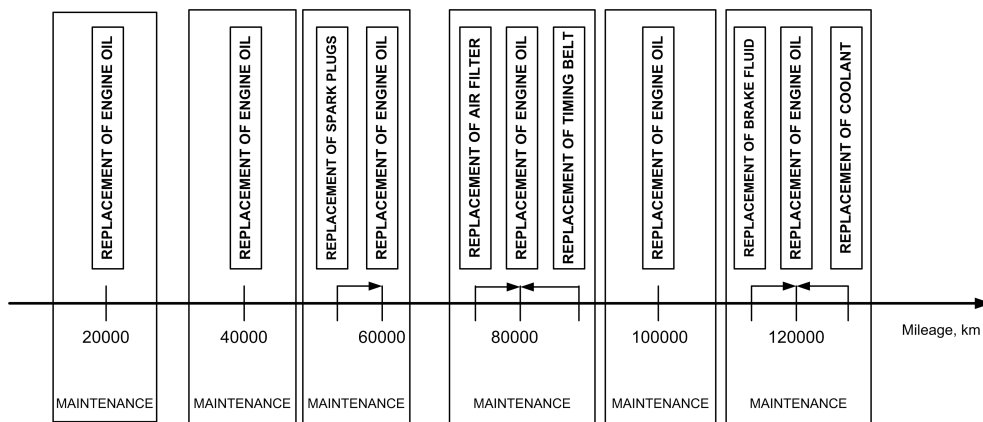 REPLACEMENT OF ENGINE OIL
REPLACEMENT OF ENGINE OIL
REPLACEMENT OF SPARK PLUGS
REPLACEMENT OF ENGINE OIL
REPLACEMENT OF AIR FILTER
REPLACEMENT OF ENGINE OIL
REPLACEMENT OF TIMING BELT
REPLACEMENT OF ENGINE OIL
REPLACEMENT OF BRAKE FLUID
REPLACEMENT OF ENGINE OIL
REPLACEMENT OF COOLANT
20000
40000
60000
80000
100000
120000
Mileage, km
MAINTENANCE
MAINTENANCE
MAINTENANCE
MAINTENANCE
MAINTENANCE
MAINTENANCE